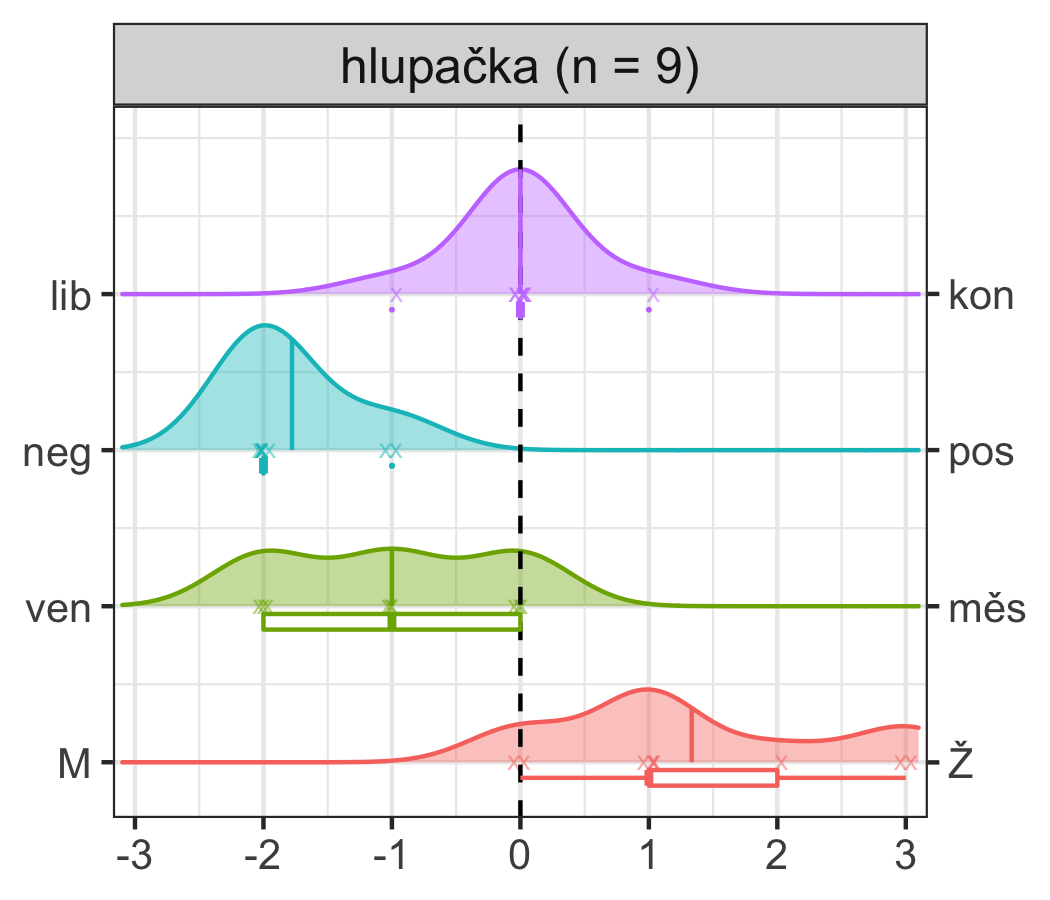 hlupačka (n = 9)
lib kon
neg pos
ven měs
M Ž
-3 -2 -1 0 1 2 3